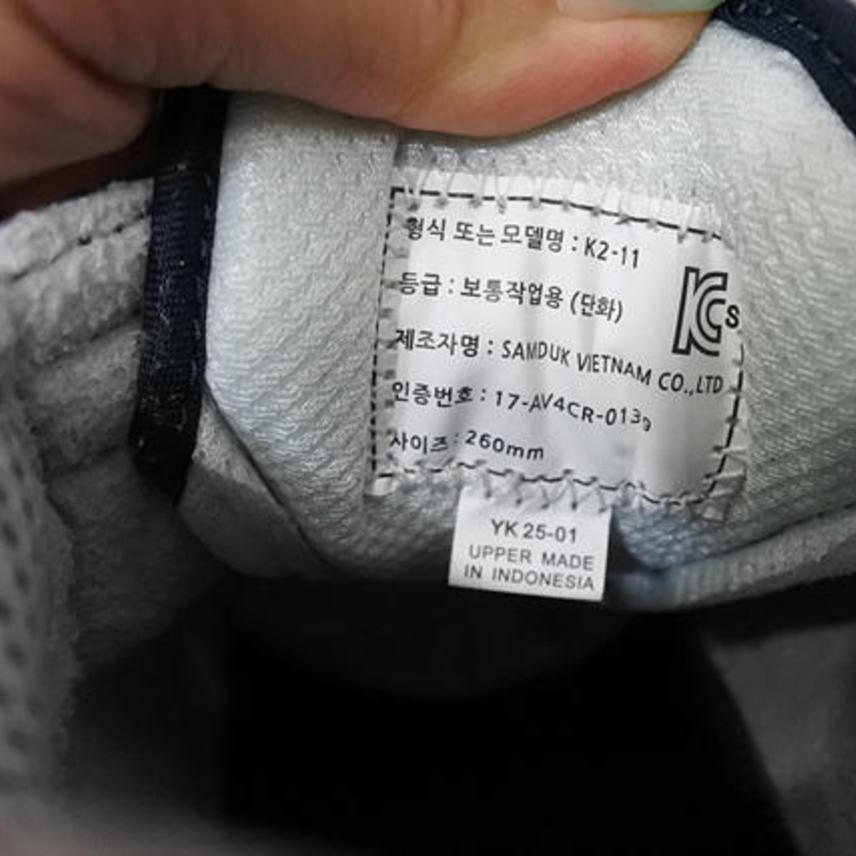 형식 또는 모델명 : K2-11
등급 : 보통작업용 (단화)
제조자명 : SAMDUK VIETNAM CO.,LTD
인증번호 : 17-AV4CR-0139
사이즈 : 260mm
KCs
YK 25-01
UPPER MADE
IN INDONESIA